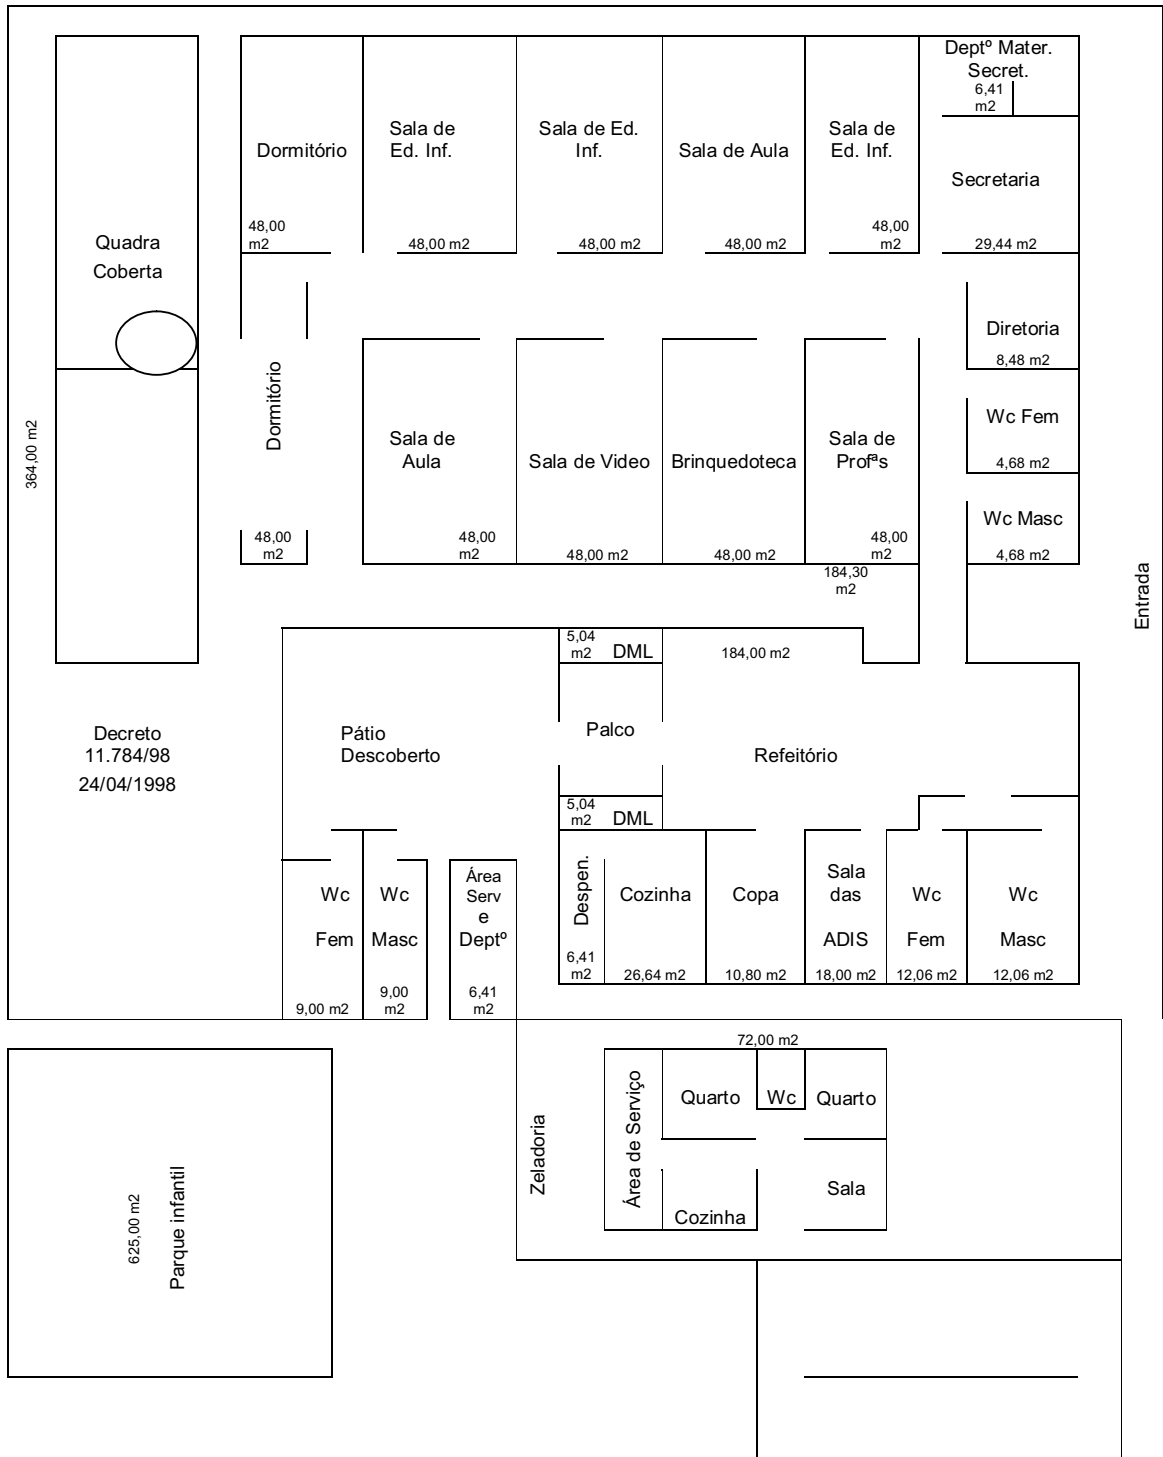 Deptº Mater.
Secret.
6,41
m2
Dormitório
48,00
m2
Sala de
Ed. Inf.
48,00 m2
Sala de Ed.
Inf.
48,00 m2
Sala de Aula
48,00 m2
Sala de
Ed. Inf.
48,00
m2
Secretaria
29,44 m2
Quadra
Coberta
364,00 m2
Diretoria
8,48 m2
Dormitório
48,00
m2
Sala de
Aula
48,00
m2
Sala de Video
48,00 m2
Brinquedoteca
48,00 m2
Sala de
Profªs
48,00
m2
184,30
m2
Wc Fem
4,68 m2
Wc Masc
4,68 m2
Entrada
5,04
m2
DML
184,00 m2
Decreto
11.784/98
24/04/1998
Pátio
Descoberto
Palco
Refeitório
5,04
m2
DML
Wc
Fem
9,00 m2
Wc
Masc
9,00
m2
Área
Serv
e
Deptº
6,41
m2
Despen.
6,41
m2
Cozinha
26,64 m2
Copa
10,80 m2
Sala
das
ADIS
18,00 m2
Wc
Fem
12,06 m2
Wc
Masc
12,06 m2
72,00 m2
Zeladoria
Área de Serviço
Quarto
Wc
Quarto
Cozinha
Sala
625,00 m2
Parque infantil